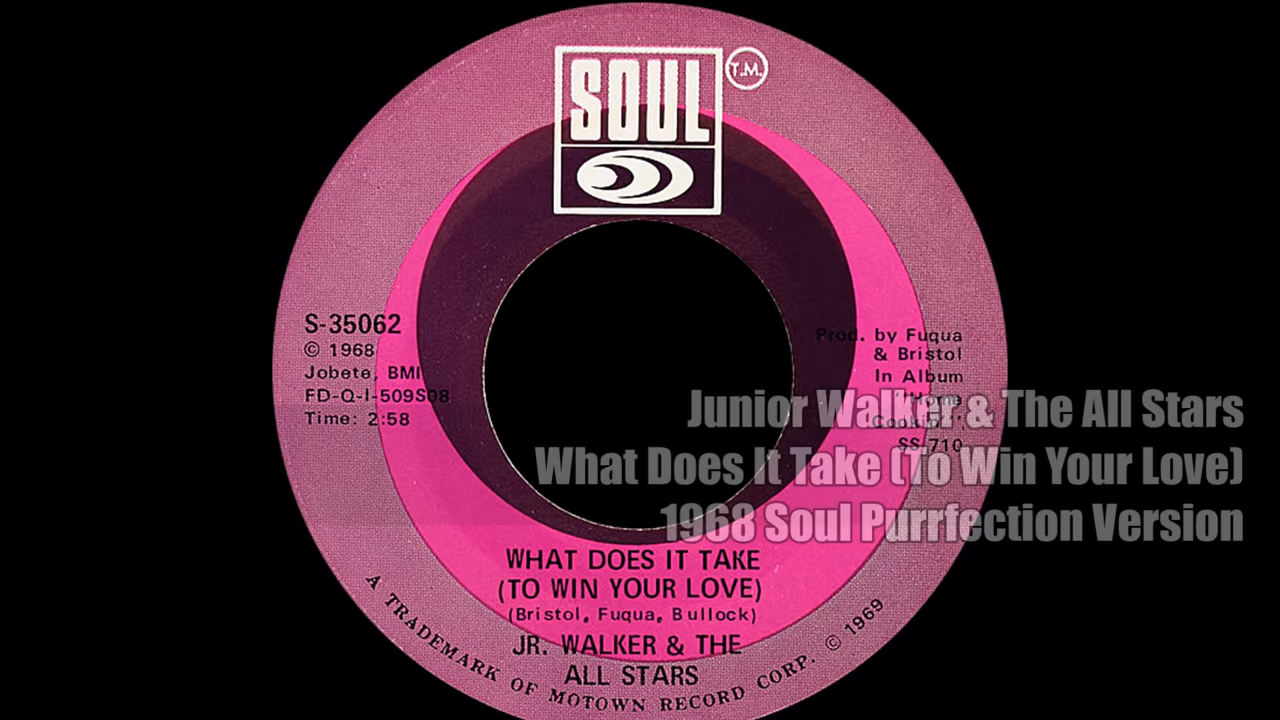 SOUL
T.M.
S-35062
© 1968
Jobete, BMI
FD-Q-I-509S08
Time: 2:58
Prod. by Fuqua
& Bristol
In Album
"Home
Cookin'"
SS-710
Junior Walker & The All Stars
What Does It Take (To Win Your Love)
1968 Soul Purrfection Version
WHAT DOES IT TAKE
(TO WIN YOUR LOVE)
(Bristol, Fuqua, Bullock)
JR. WALKER & THE
ALL STARS
A TRADEMARK OF MOTOWN RECORD CORP. © 1969